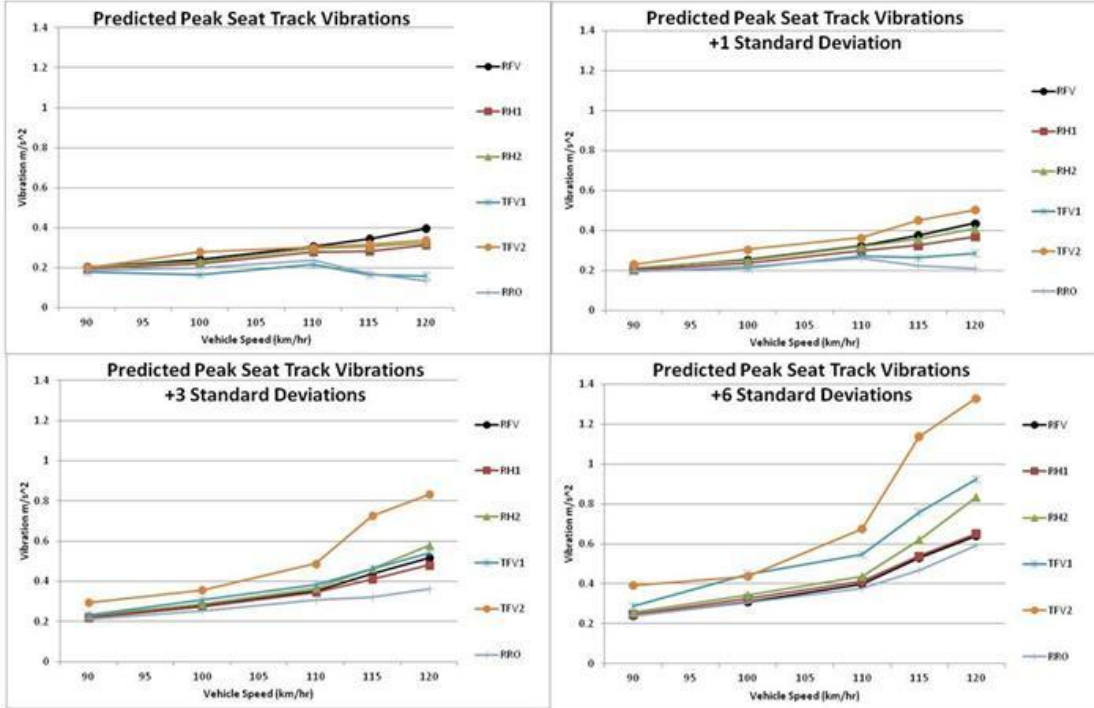 Predicted Peak Seat Track Vibrations
1.4
1.2
1
0.8
0.6
0.4
0.2
0
Vibration m/s^2
90 95 100 105 110 115 120
Vehicle Speed (km/hr)
RFV
RH1
RH2
TFV1
TFV2
RRO
Predicted Peak Seat Track Vibrations
+1 Standard Deviation
1.4
1.2
1
0.8
0.6
0.4
0.2
0
Vibration m/s^2
90 95 100 105 110 115 120
Vehicle Speed (km/hr)
RFV
RH1
RH2
TFV1
TFV2
RRO
Predicted Peak Seat Track Vibrations
+3 Standard Deviations
1.4
1.2
1
0.8
0.6
0.4
0.2
0
Vibration m/s^2
90 95 100 105 110 115 120
Vehicle Speed (km/hr)
RFV
RH1
RH2
TFV1
TFV2
RRO
Predicted Peak Seat Track Vibrations
+6 Standard Deviations
1.4
1.2
1
0.8
0.6
0.4
0.2
0
Vibration m/s^2
90 95 100 105 110 115 120
Vehicle Speed (km/hr)
RFV
RH1
RH2
TFV1
TFV2
RRO